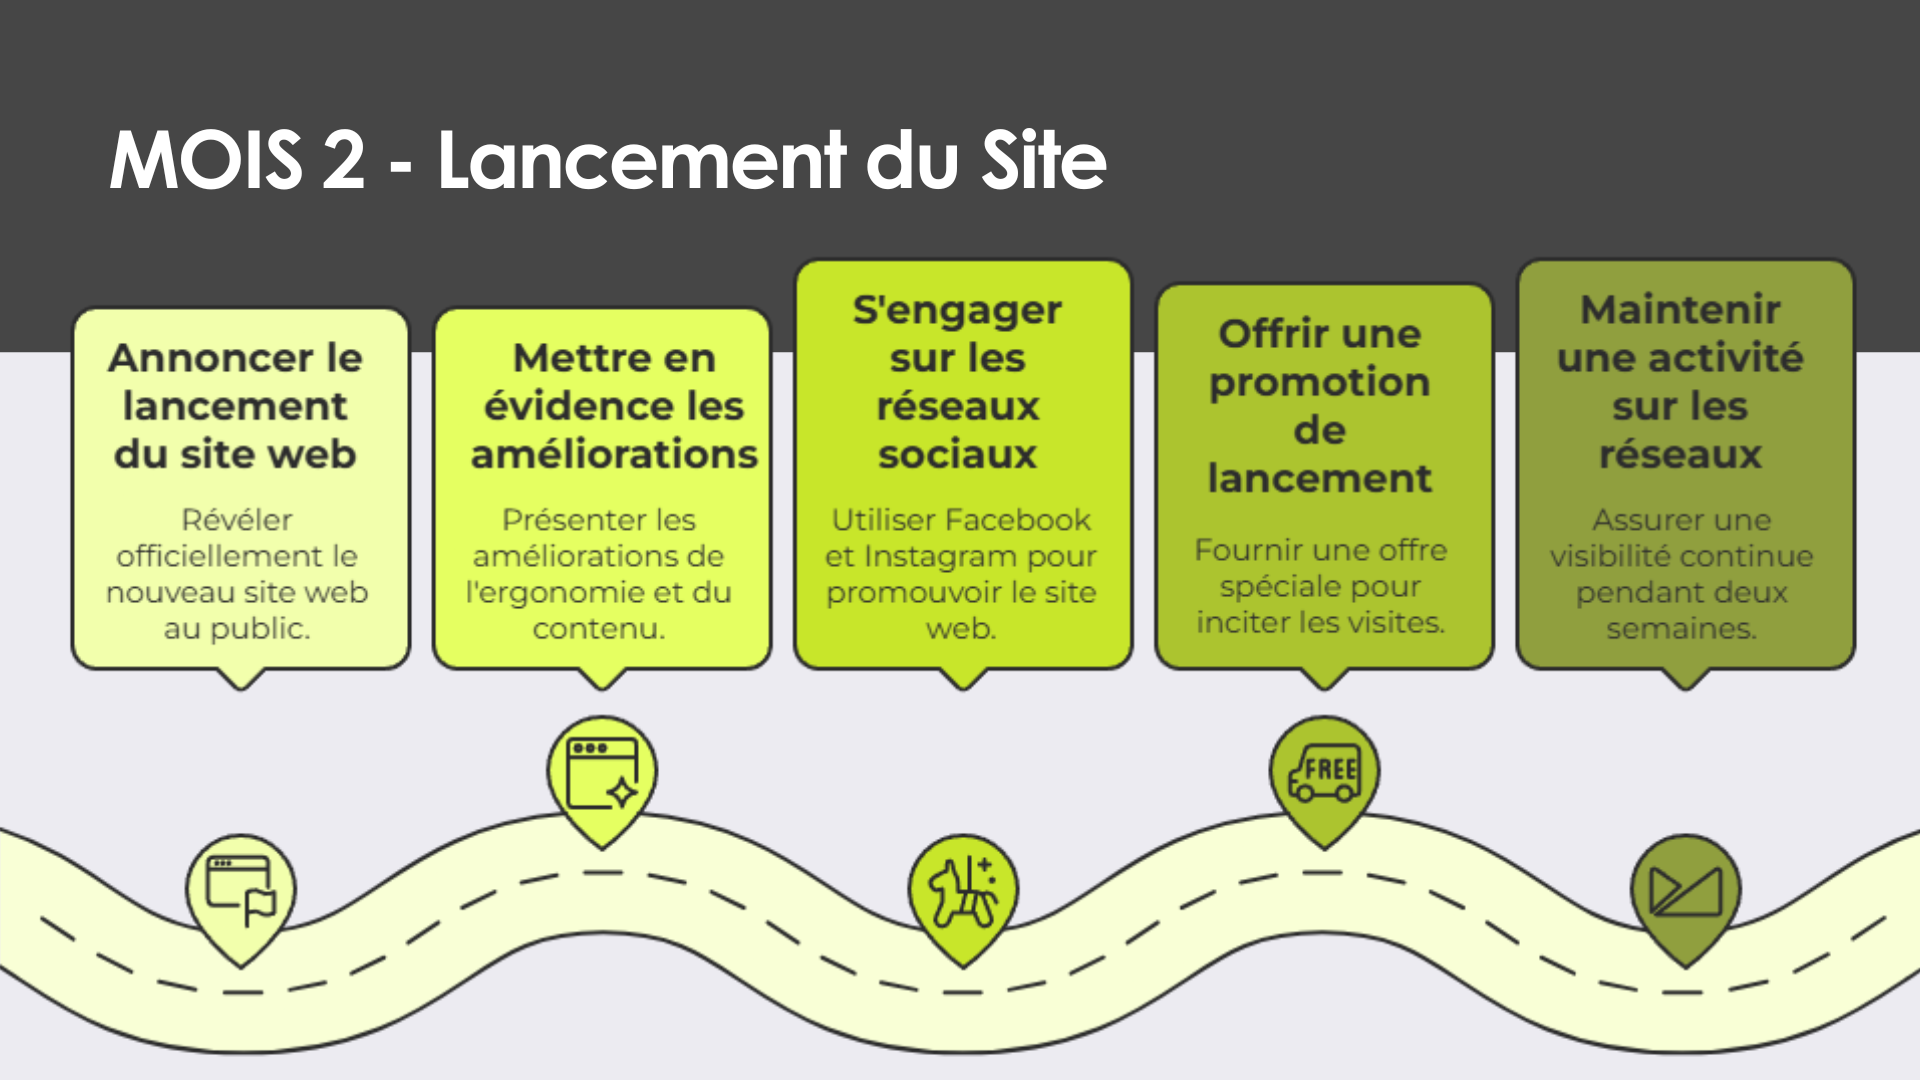 MOIS 2 - Lancement du Site
Annoncer le
lancement
du site web
Révéler
officiellement le
nouveau site web
au public.
Mettre en
évidence les
améliorations
Présenter les
améliorations de
l'ergonomie et du
contenu.
S'engager
sur les
réseaux
sociaux
Utiliser Facebook
et Instagram pour
promouvoir le site
web.
Offrir une
promotion
de
lancement
Fournir une offre
spéciale pour
inciter les visites.
Maintenir
une activité
sur les
réseaux
Assurer une
visibilité continue
pendant deux
semaines.
FREE